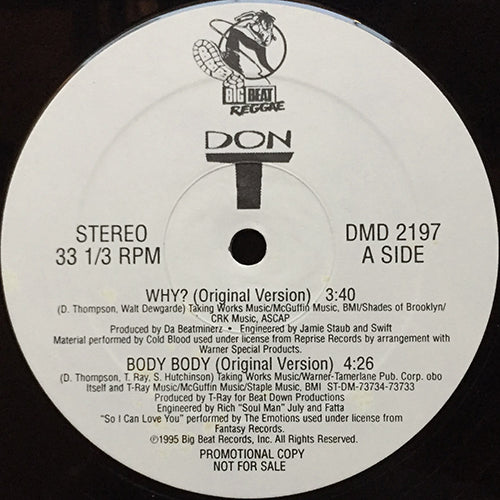 BIG BEAT
REGGAE
DON
T
STEREO
33 1/3 RPM
DMD 2197
A SIDE
WHY? (Original Version) 3:40
(D. Thompson, Walt Dewgarde) Taking Works Music/McGuffin Music, BMI/Shades of Brooklyn/
CRK Music, ASCAP
Produced by Da Beatminerz • Engineered by Jamie Staub and Swift
Material performed by Cold Blood used under license from Reprise Records by arrangement with
Warner Special Products.
BODY BODY (Original Version) 4:26
(D. Thompson, T. Ray, S. Hutchinson) Taking Works Music/Warner-Tamerlane Pub. Corp. obo
Itself and T-Ray Music/McGuffin Music/Staple Music, BMI ST-DM-73734-73733
Produced by T-Ray for Beat Down Productions
Engineered by Rich "Soul Man" July and Fatta
"So I Can Love You" performed by The Emotions used under license from
Fantasy Records.
℗©1995 Big Beat Records, Inc. All Rights Reserved.
PROMOTIONAL COPY
NOT FOR SALE